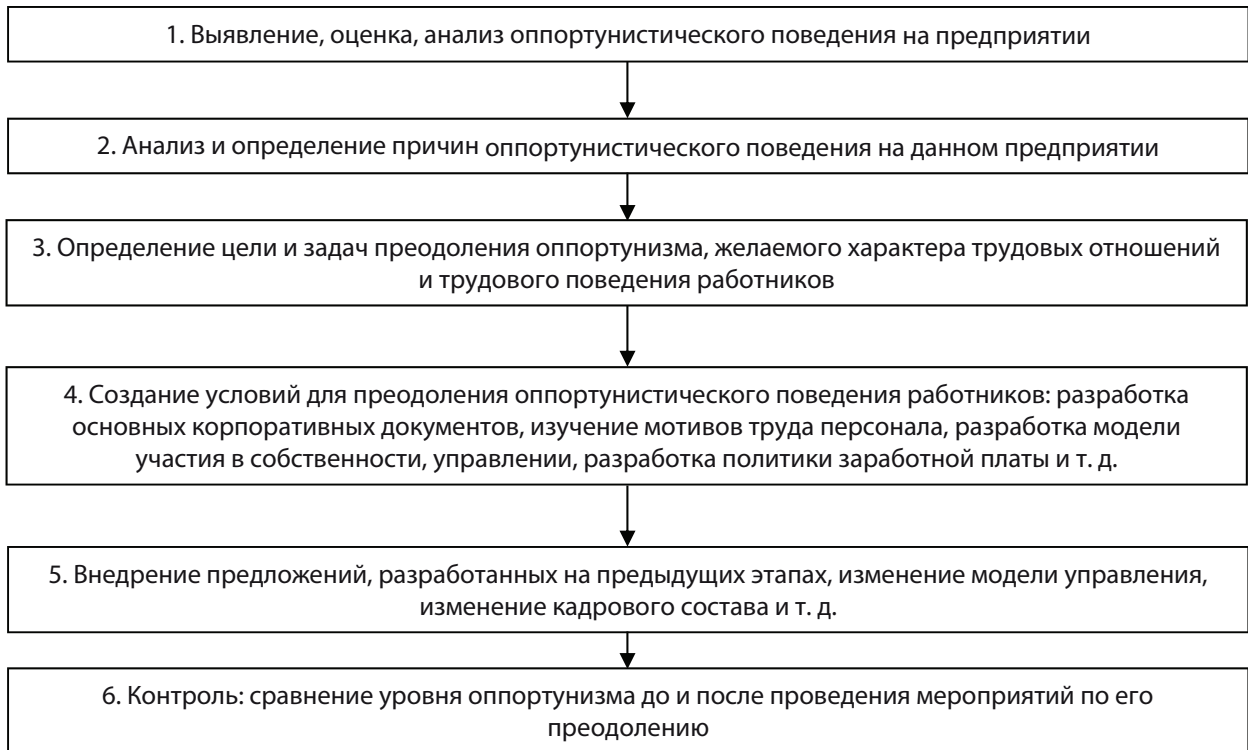 1. Выявление, оценка, анализ оппортунистического поведения на предприятии
2. Анализ и определение причин оппортунистического поведения на данном предприятии
3. Определение цели и задач преодоления оппортунизма, желаемого характера трудовых отношений
и трудового поведения работников
4. Создание условий для преодоления оппортунистического поведения работников: разработка
основных корпоративных документов, изучение мотивов труда персонала, разработка модели
участия в собственности, управлении, разработка политики заработной платы и т. д.
5. Внедрение предложений, разработанных на предыдущих этапах, изменение модели управления,
изменение кадрового состава и т. д.
6. Контроль: сравнение уровня оппортунизма до и после проведения мероприятий по его
преодолению